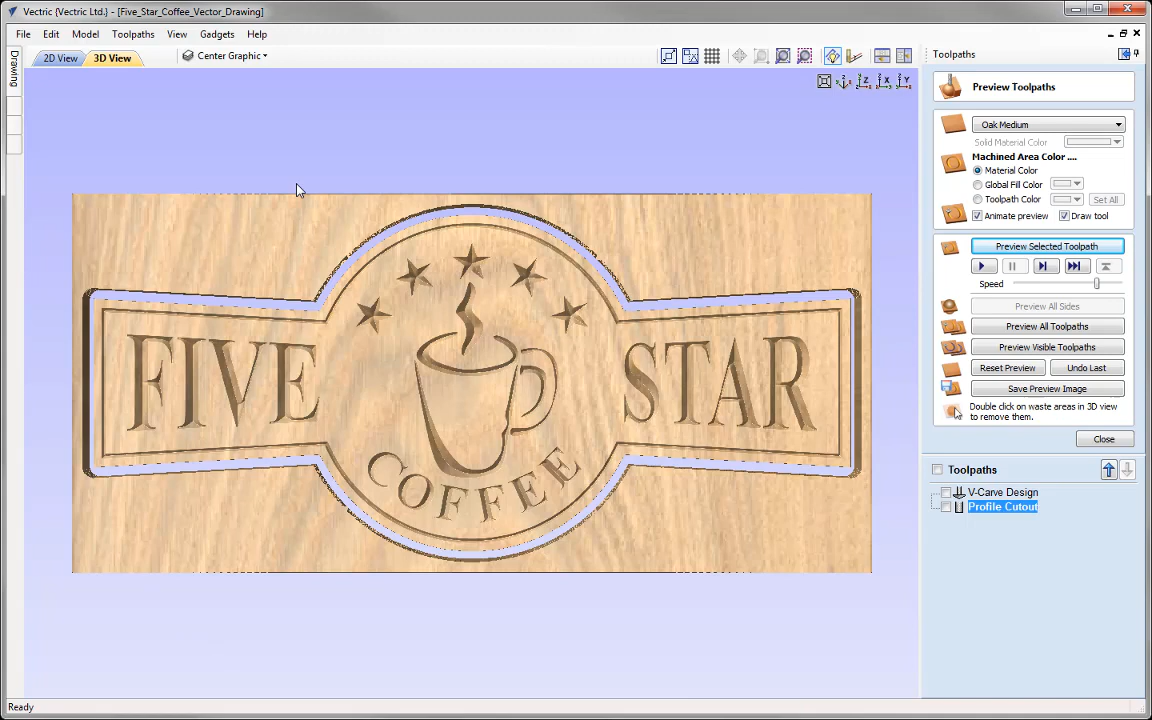 Vectric {Vectric Ltd.} - [Five_Star_Coffee_Vector_Drawing]
File Edit Model Toolpaths View Gadgets Help
2D View 3D View Center Graphic
Drawing
Z X Y
FIVE STAR
COFFEE
Toolpaths
Preview Toolpaths
Oak Medium
Solid Material Color
Machined Area Color ....
Material Color
Global Fill Color
Toolpath Color Set All
Animate preview Draw tool
Preview Selected Toolpath
Speed
Preview All Sides
Preview All Toolpaths
Preview Visible Toolpaths
Reset Preview Undo Last
Save Preview Image
Double click on waste areas in 3D view
to remove them.
Close
Toolpaths
V-Carve Design
Profile Cutout
Ready